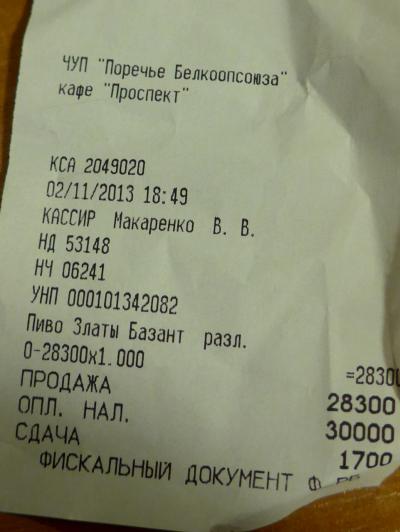 ЧУП "Поречье Белкоопсоюза"
кафе "Проспект"
КСА 2049020
02/11/2013 18:49
КАССИР Макаренко В. В.
НД 53148
НЧ 06241
УНП 000101342082
Пиво Златы Базант разл.
0-28300x1.000 =28300
ПРОДАЖА 28300
ОПЛ. НАЛ. 30000
СДАЧА 1700
ФИСКАЛЬНЫЙ ДОКУМЕНТ Ф